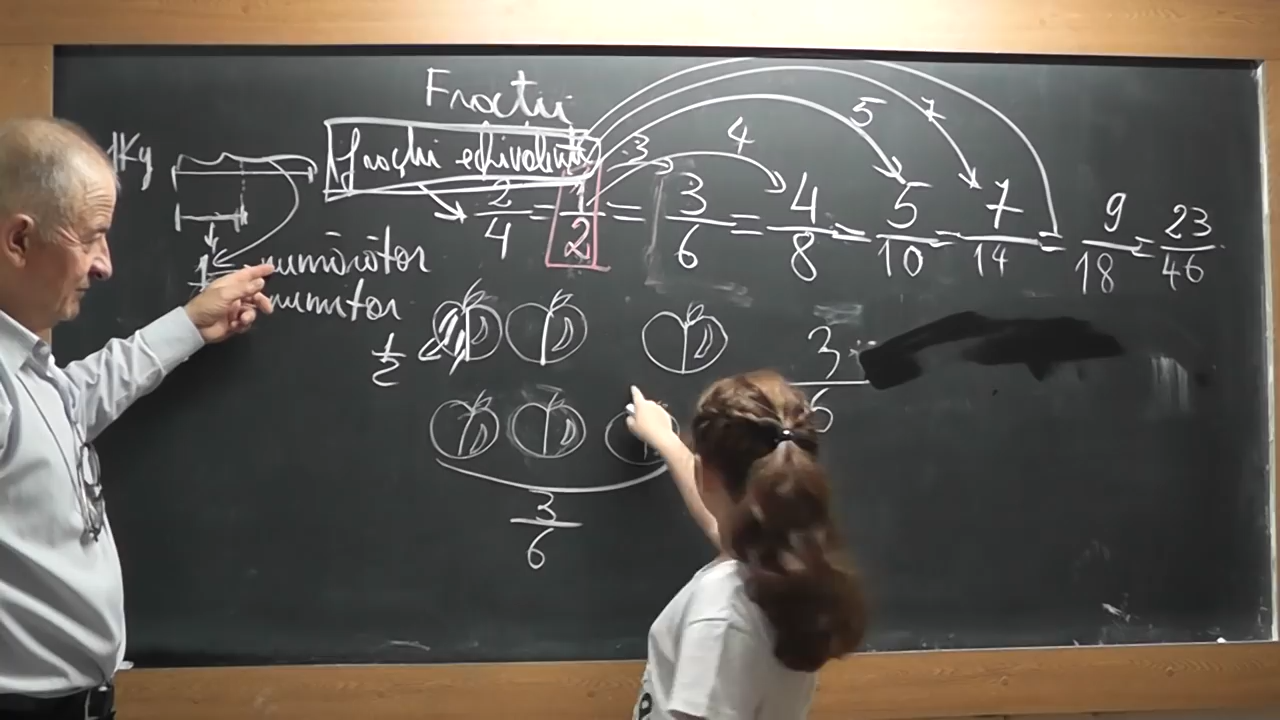 Fracții
fracții echivalente
1Kg
2/4 = 1/2 = 3/6 = 4/8 = 5/10 = 7/14 = 9/18 = 23/46
3 4 5 7
numărător
numitor
1/2
3/6
3/6